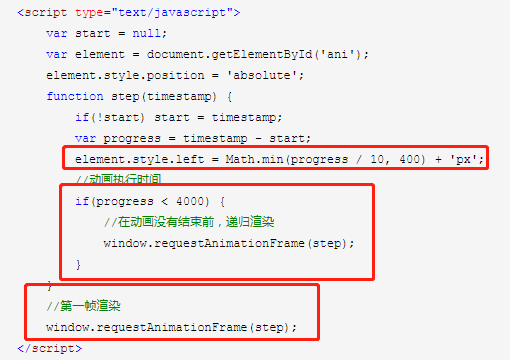 <script type="text/javascript">
var start = null;
var element = document.getElementById('ani');
element.style.position = 'absolute';
function step(timestamp) {
if(!start) start = timestamp;
var progress = timestamp - start;
element.style.left = Math.min(progress / 10, 400) + 'px';
//动画执行时间
if(progress < 4000) {
//在动画没有结束前，递归渲染
window.requestAnimationFrame(step);
}
}
//第一帧渲染
window.requestAnimationFrame(step);
</script>